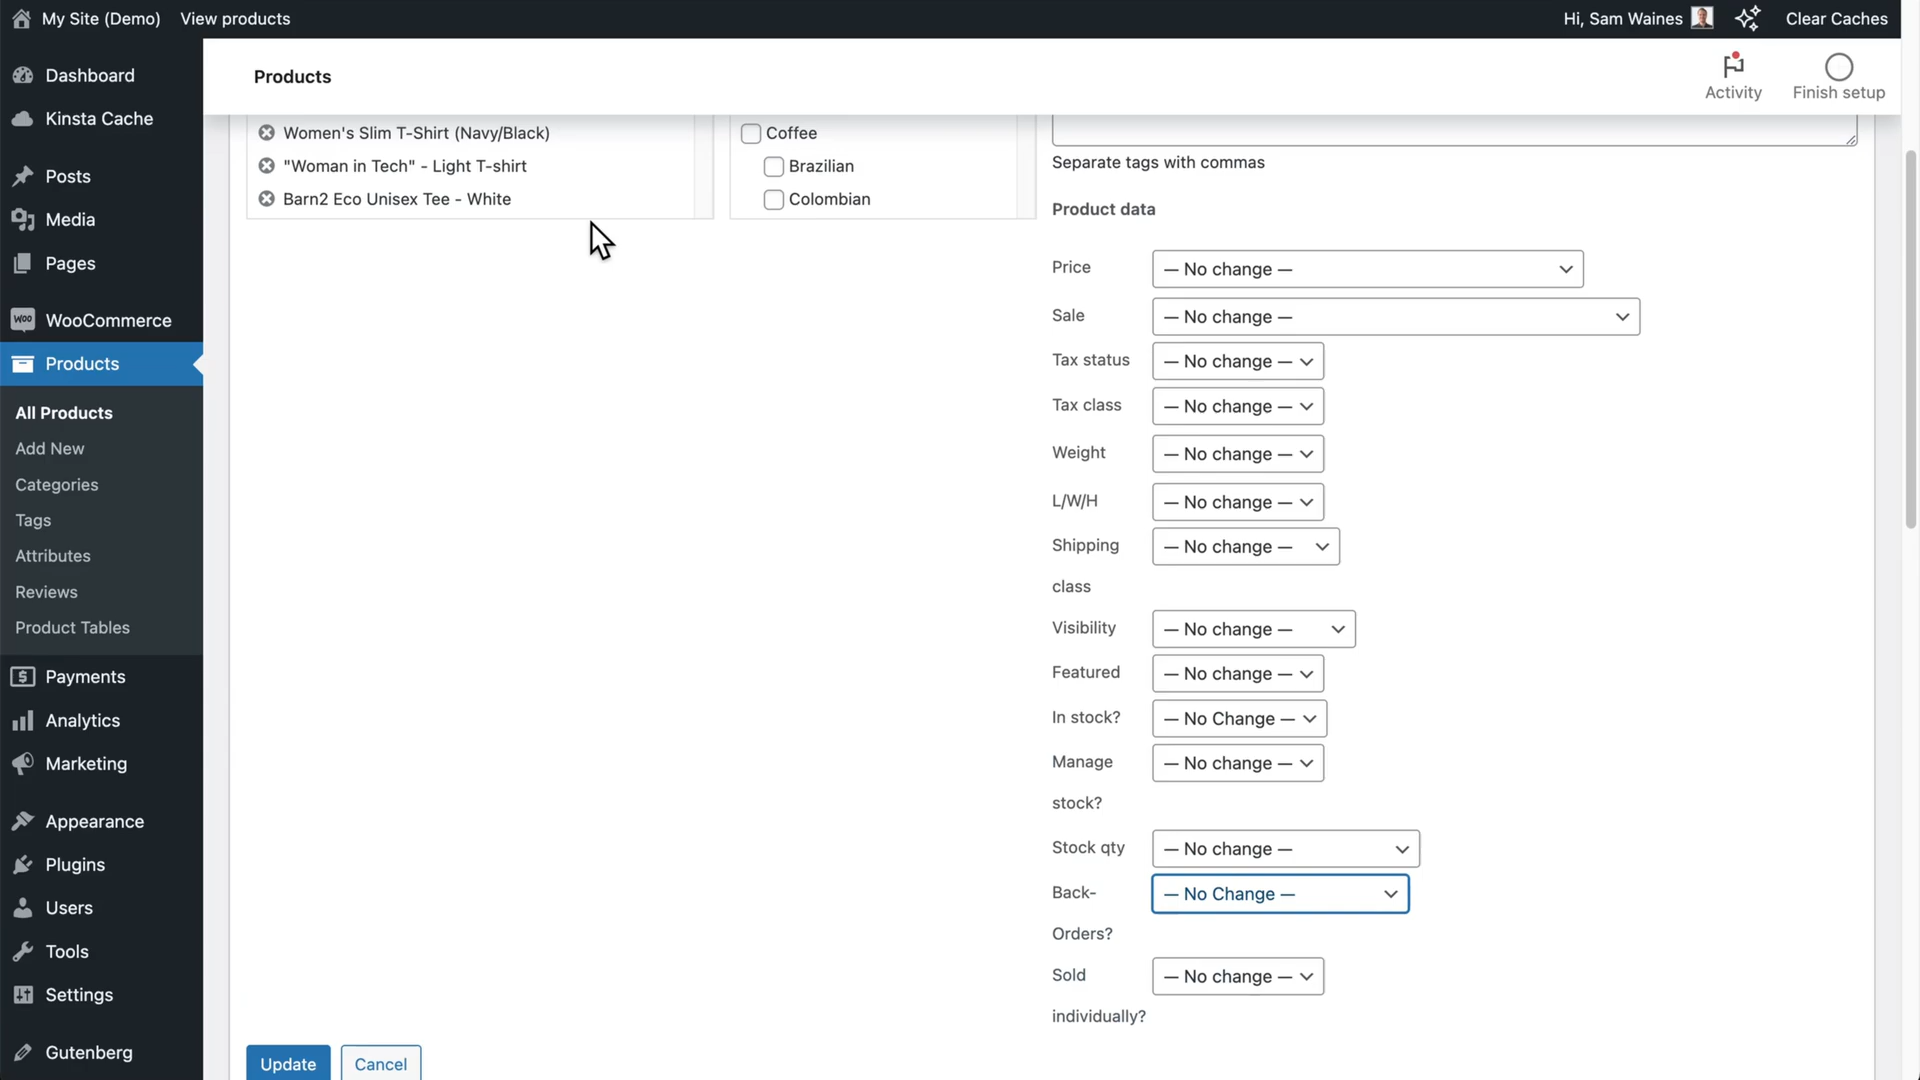 My Site (Demo)
View products
Hi, Sam Waines
Clear Caches
Dashboard
Kinsta Cache
Posts
Media
Pages
Woo
WooCommerce
Products
All Products
Add New
Categories
Tags
Attributes
Reviews
Product Tables
Payments
Analytics
Marketing
Appearance
Plugins
Users
Tools
Settings
Gutenberg
Products
Activity
Finish setup
Women's Slim T-Shirt (Navy/Black)
"Woman in Tech" - Light T-shirt
Barn2 Eco Unisex Tee - White
Coffee
Brazilian
Colombian
Separate tags with commas
Product data
Price — No change —
Sale — No change —
Tax status — No change —
Tax class — No change —
Weight — No change —
L/W/H — No change —
Shipping — No change —
class
Visibility — No change —
Featured — No change —
In stock? — No Change —
Manage — No change —
stock?
Stock qty — No change —
Back- — No Change —
Orders?
Sold — No change —
individually?
Update
Cancel